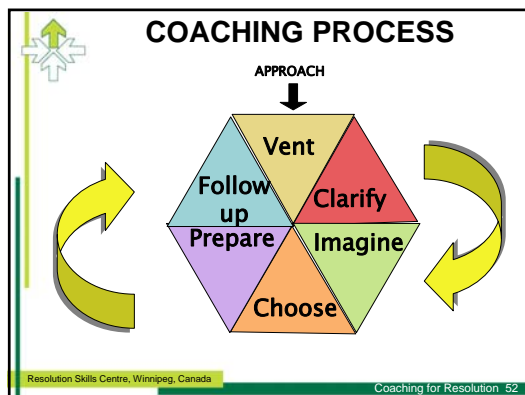 COACHING PROCESS
APPROACH
Vent
Clarify
Imagine
Choose
Prepare
Follow
up
Resolution Skills Centre, Winnipeg, Canada
Coaching for Resolution 52